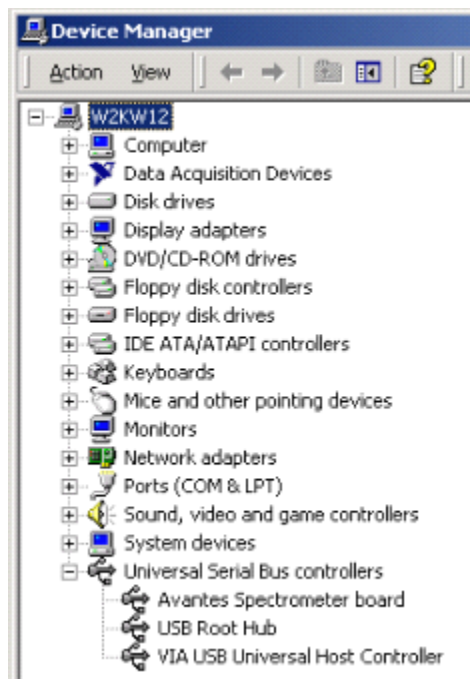 Device Manager
Action View
W2KW12
Computer
Data Acquisition Devices
Disk drives
Display adapters
DVD/CD-ROM drives
Floppy disk controllers
Floppy disk drives
IDE ATA/ATAPI controllers
Keyboards
Mice and other pointing devices
Monitors
Network adapters
Ports (COM & LPT)
Sound, video and game controllers
System devices
Universal Serial Bus controllers
Avantes Spectrometer board
USB Root Hub
VIA USB Universal Host Controller